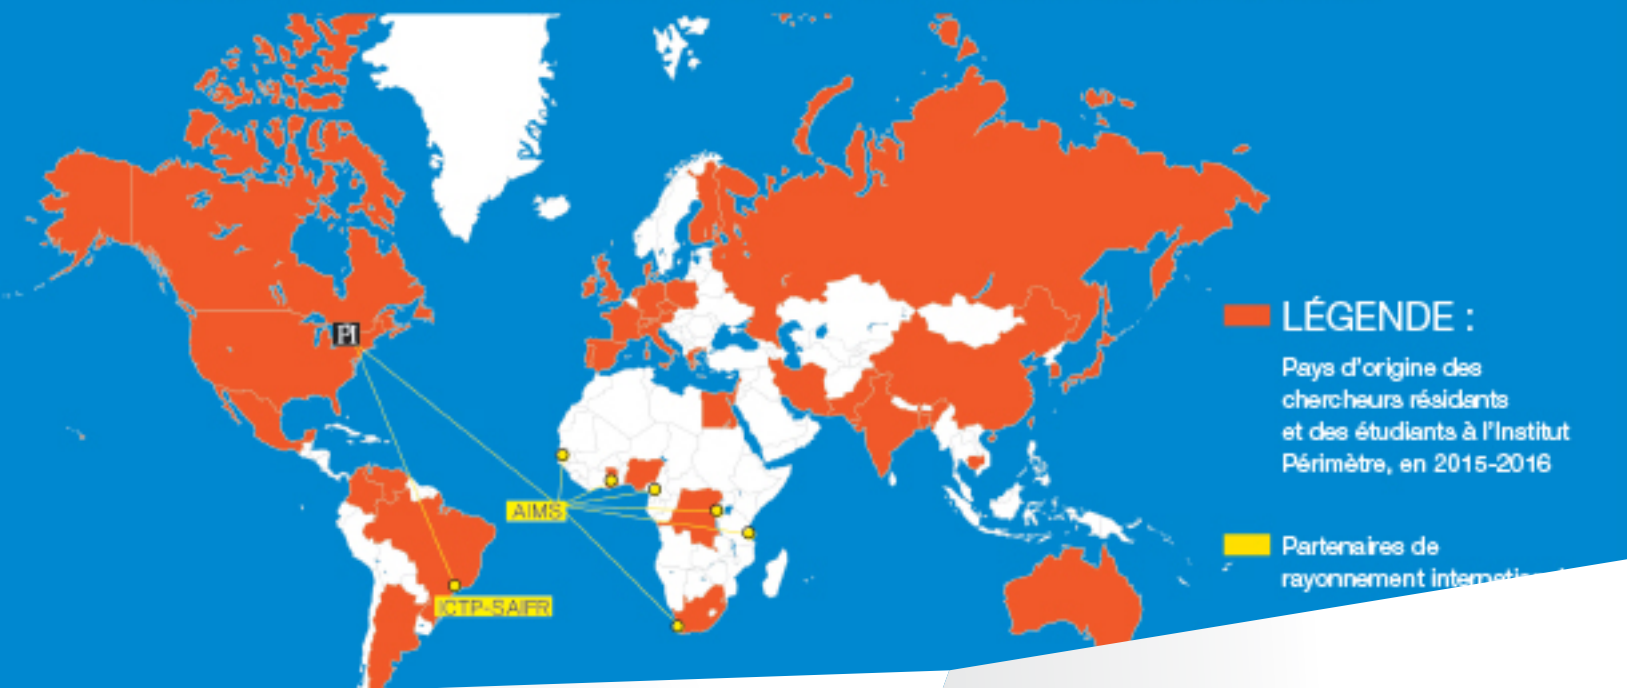 PI
AIMS
ICTP-SAIFR
LÉGENDE :
Pays d'origine des
chercheurs résidants
et des étudiants à l'Institut
Périmètre, en 2015-2016
Partenaires de
rayonnement